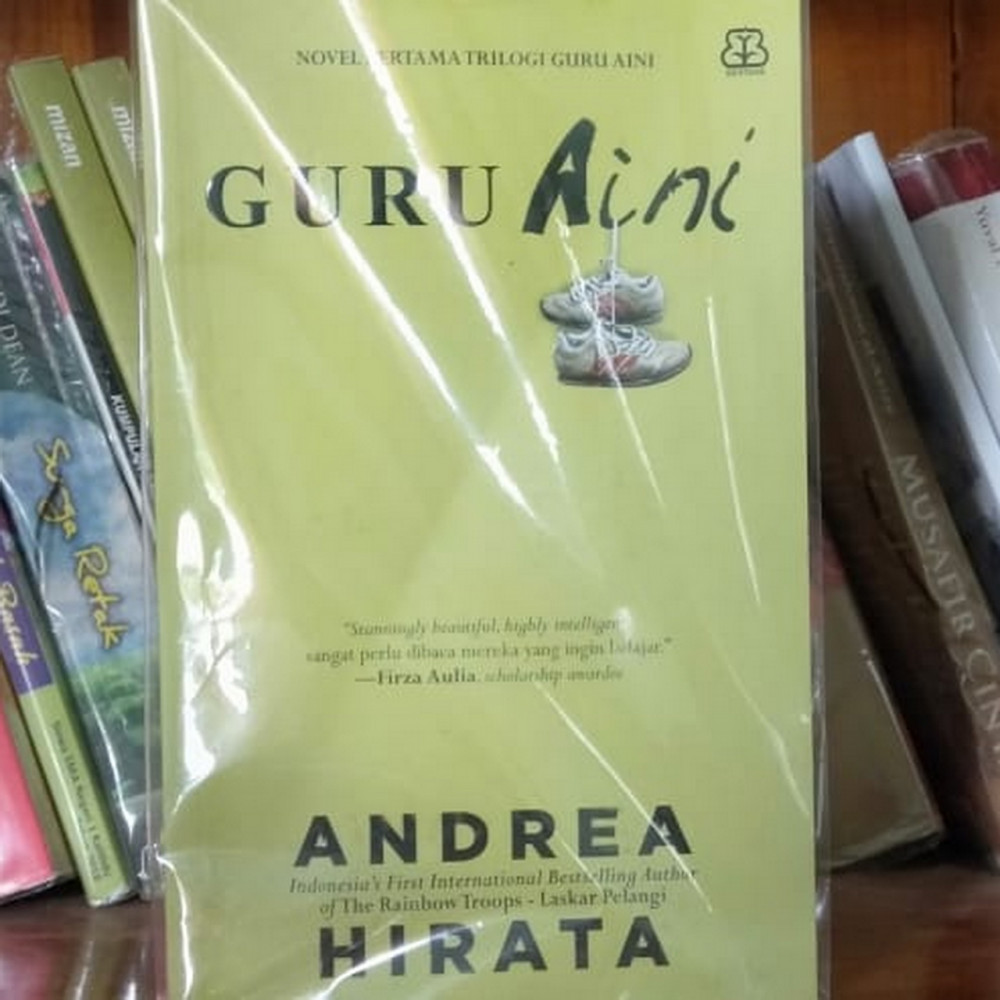 NOVEL PERTAMA TRILOGI GURU AINI
BENTANG
GURU Aini
"Stunningly beautiful, highly intelligent
sangat perlu dibaca mereka yang ingin belajar."
—Firza Aulia, scholarship awardee
ANDREA
Indonesia's First International Bestselling Author
of The Rainbow Troops - Laskar Pelangi
HIRATA
mizan
KUMPULAN
Retak
MUSAFIR CIN